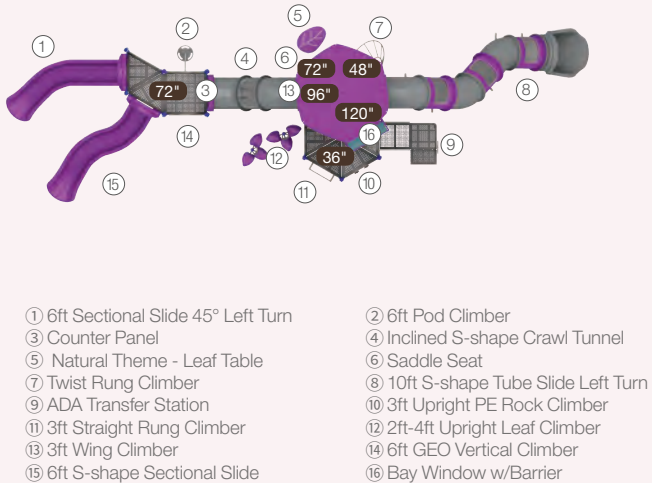 ① ② ⑤ ⑦
④ ⑥ 72" 48"
72" ③ ⑬ 96" ⑧
120"
⑭ ⑯
⑫ 36" ⑨
⑮ ⑪ ⑩
① 6ft Sectional Slide 45° Left Turn
② 6ft Pod Climber
③ Counter Panel
④ Inclined S-shape Crawl Tunnel
⑤ Natural Theme - Leaf Table
⑥ Saddle Seat
⑦ Twist Rung Climber
⑧ 10ft S-shape Tube Slide Left Turn
⑨ ADA Transfer Station
⑩ 3ft Upright PE Rock Climber
⑪ 3ft Straight Rung Climber
⑫ 2ft-4ft Upright Leaf Climber
⑬ 3ft Wing Climber
⑭ 6ft GEO Vertical Climber
⑮ 6ft S-shape Sectional Slide
⑯ Bay Window w/Barrier